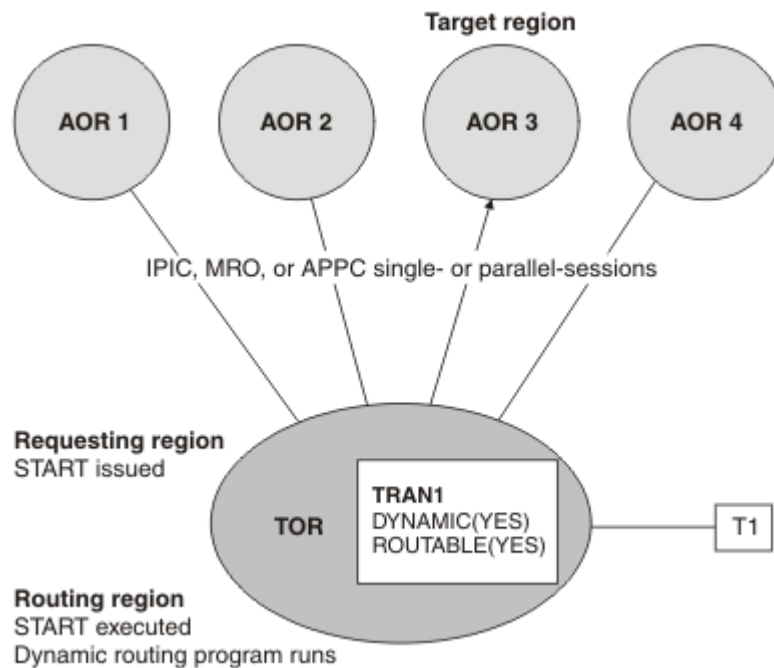 Target region
AOR 1
AOR 2
AOR 3
AOR 4
IPIC, MRO, or APPC single- or parallel-sessions
Requesting region
START issued
TOR
TRAN1
DYNAMIC(YES)
ROUTABLE(YES)
T1
Routing region
START executed
Dynamic routing program runs